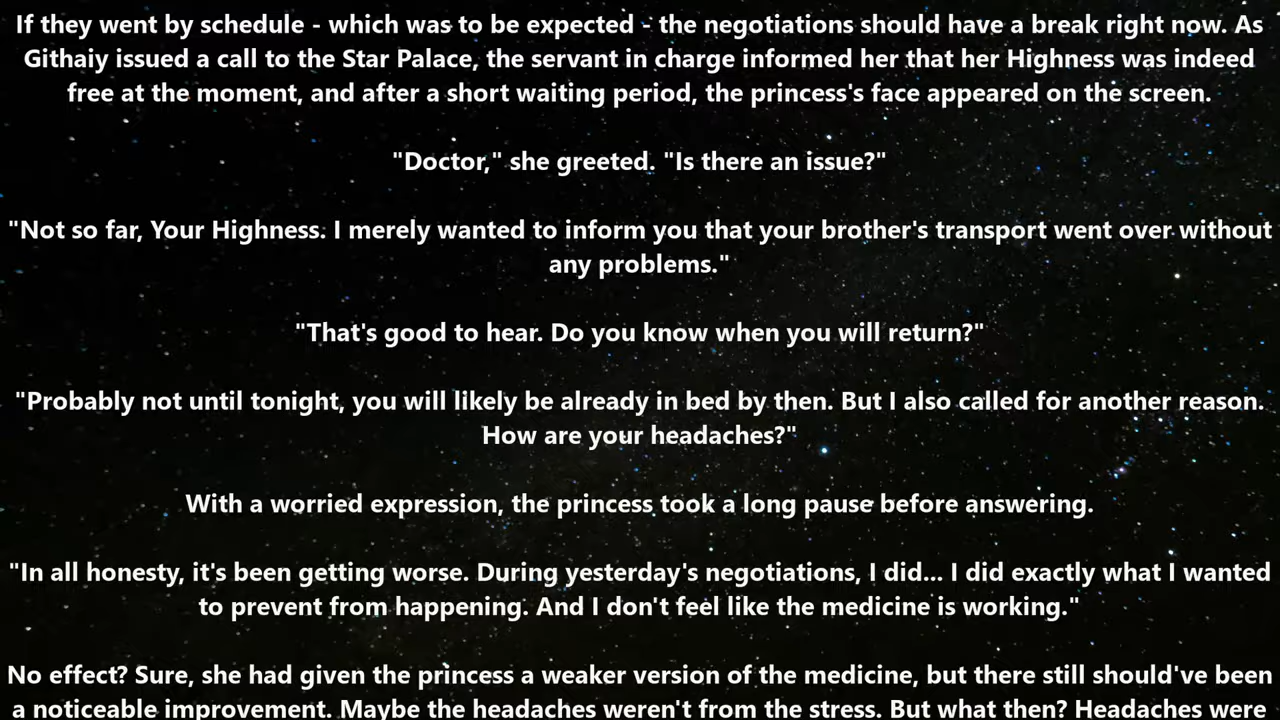 If they went by schedule - which was to be expected - the negotiations should have a break right now. As
Githaiy issued a call to the Star Palace, the servant in charge informed her that her Highness was indeed
free at the moment, and after a short waiting period, the princess's face appeared on the screen.
"Doctor," she greeted. "Is there an issue?"
"Not so far, Your Highness. I merely wanted to inform you that your brother's transport went over without
any problems."
"That's good to hear. Do you know when you will return?"
"Probably not until tonight, you will likely be already in bed by then. But I also called for another reason.
How are your headaches?"
With a worried expression, the princess took a long pause before answering.
"In all honesty, it's been getting worse. During yesterday's negotiations, I did... I did exactly what I wanted
to prevent from happening. And I don't feel like the medicine is working."
No effect? Sure, she had given the princess a weaker version of the medicine, but there still should've been
a noticeable improvement. Maybe the headaches weren't from the stress. But what then? Headaches were